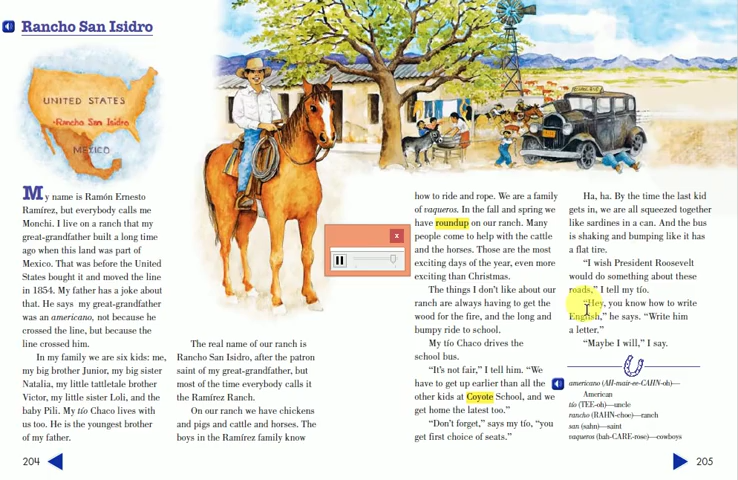 Rancho San Isidro
UNITED STATES
Rancho San Isidro
MEXICO
My name is Ramón Ernesto
Ramírez, but everybody calls me
Monchi. I live on a ranch that my
great-grandfather built a long time
ago when this land was part of
Mexico. That was before the United
States bought it and moved the line
in 1854. My father has a joke about
that. He says my great-grandfather
was an americano, not because he
crossed the line, but because the
line crossed him.
In my family we are six kids: me,
my big brother Junior, my big sister
Natalia, my little tattletale brother
Victor, my little sister Loli, and the
baby Pili. My tío Chaco lives with
us too. He is the youngest brother
of my father.
204
The real name of our ranch is
Rancho San Isidro, after the patron
saint of my great-grandfather, but
most of the time everybody calls it
the Ramírez Ranch.
On our ranch we have chickens
and pigs and cattle and horses. The
boys in the Ramírez family know
x
how to ride and rope. We are a family
of vaqueros. In the fall and spring we
have roundup on our ranch. Many
people come to help with the cattle
and the horses. Those are the most
exciting days of the year, even more
exciting than Christmas.
The things I don't like about our
ranch are always having to get the
wood for the fire, and the long and
bumpy ride to school.
My tío Chaco drives the
school bus.
"It's not fair," I tell him. "We
have to get up earlier than all the
other kids at Coyote School, and we
get home the latest too."
"Don't forget," says my tío, "you
get first choice of seats."
Ha, ha. By the time the last kid
gets in, we are all squeezed together
like sardines in a can. And the bus
is shaking and bumping like it has
a flat tire.
"I wish President Roosevelt
would do something about these
roads," I tell my tío.
"Hey, you know how to write
English," he says. "Write him
a letter."
"Maybe I will," I say.
americano (AH-mair-ee-CAHN-oh)—
American
tío (TEE-oh)—uncle
rancho (RAHN-choe)—ranch
san (sahn)—saint
vaqueros (bah-CARE-rose)—cowboys
205